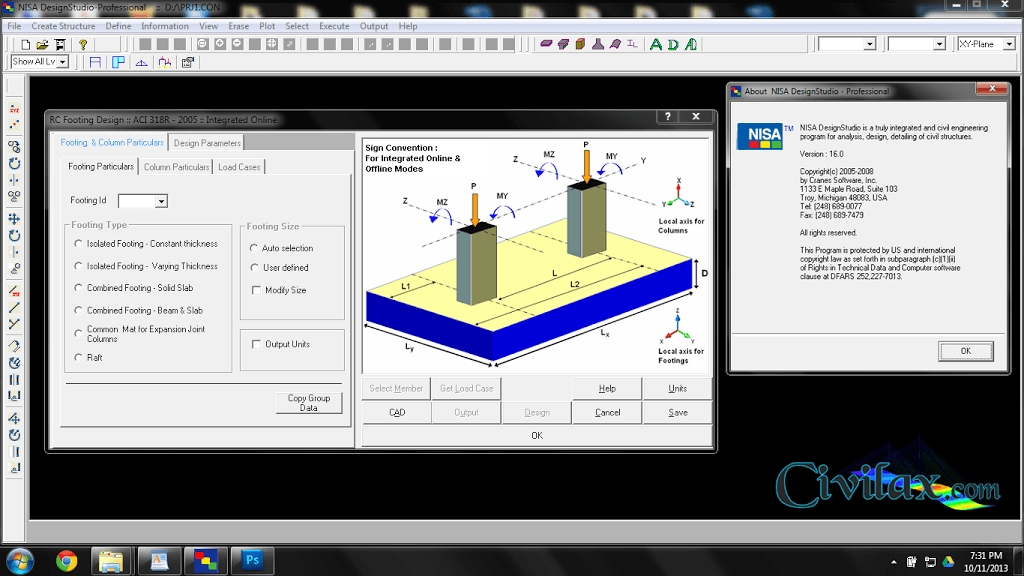 NISA DesignStudio-Professional :: D:/\PRJ1.CON
File Create Structure Define Information View Erase Plot Select Execute Output Help
XY-Plane
Show All Lv
RC Footing Design :: ACI 318R - 2005 :: Integrated Online
Footing & Column Particulars Design Parameters
Footing Particulars Column Particulars Load Cases
Footing Id
Footing Type
Isolated Footing - Constant thickness
Isolated Footing - Varying Thickness
Combined Footing - Solid Slab
Combined Footing - Beam & Slab
Common Mat for Expansion Joint
Columns
Raft
Footing Size
Auto selection
User defined
Modify Size
Output Units
Copy Group
Data
Sign Convention :
For Integrated Online &
Offline Modes
P
MZ
MY
Z
Y
P
MZ
MY
Z
X
Y
Z
Local axis for
Columns
L
L1
L2
D
Lx
Ly
Z
X
Y
Local axis for
Footings
Select Member Get Load Case Help Units
CAD Output Design Cancel Save
OK
About NISA DesignStudio - Professional
NISA TM
NISA DesignStudio is a truly integrated and civil engineering
program for analysis, design, detailing of civil structures.
Version : 16.0
Copyright(c) 2005-2008
by Cranes Software, Inc.
1133 E Maple Road, Suite 103
Troy, Michigan 48083, USA
Tel: (248) 689-0077
Fax: (248) 689-7479
All rights reserved.
This Program is protected by US and international
copyright law as set forth in subparagraph (c)(1)(ii)
of Rights in Technical Data and Computer software
clause at DFARS 252,227-7013.
OK
Civilax.com
Ps
7:31 PM
10/11/2013